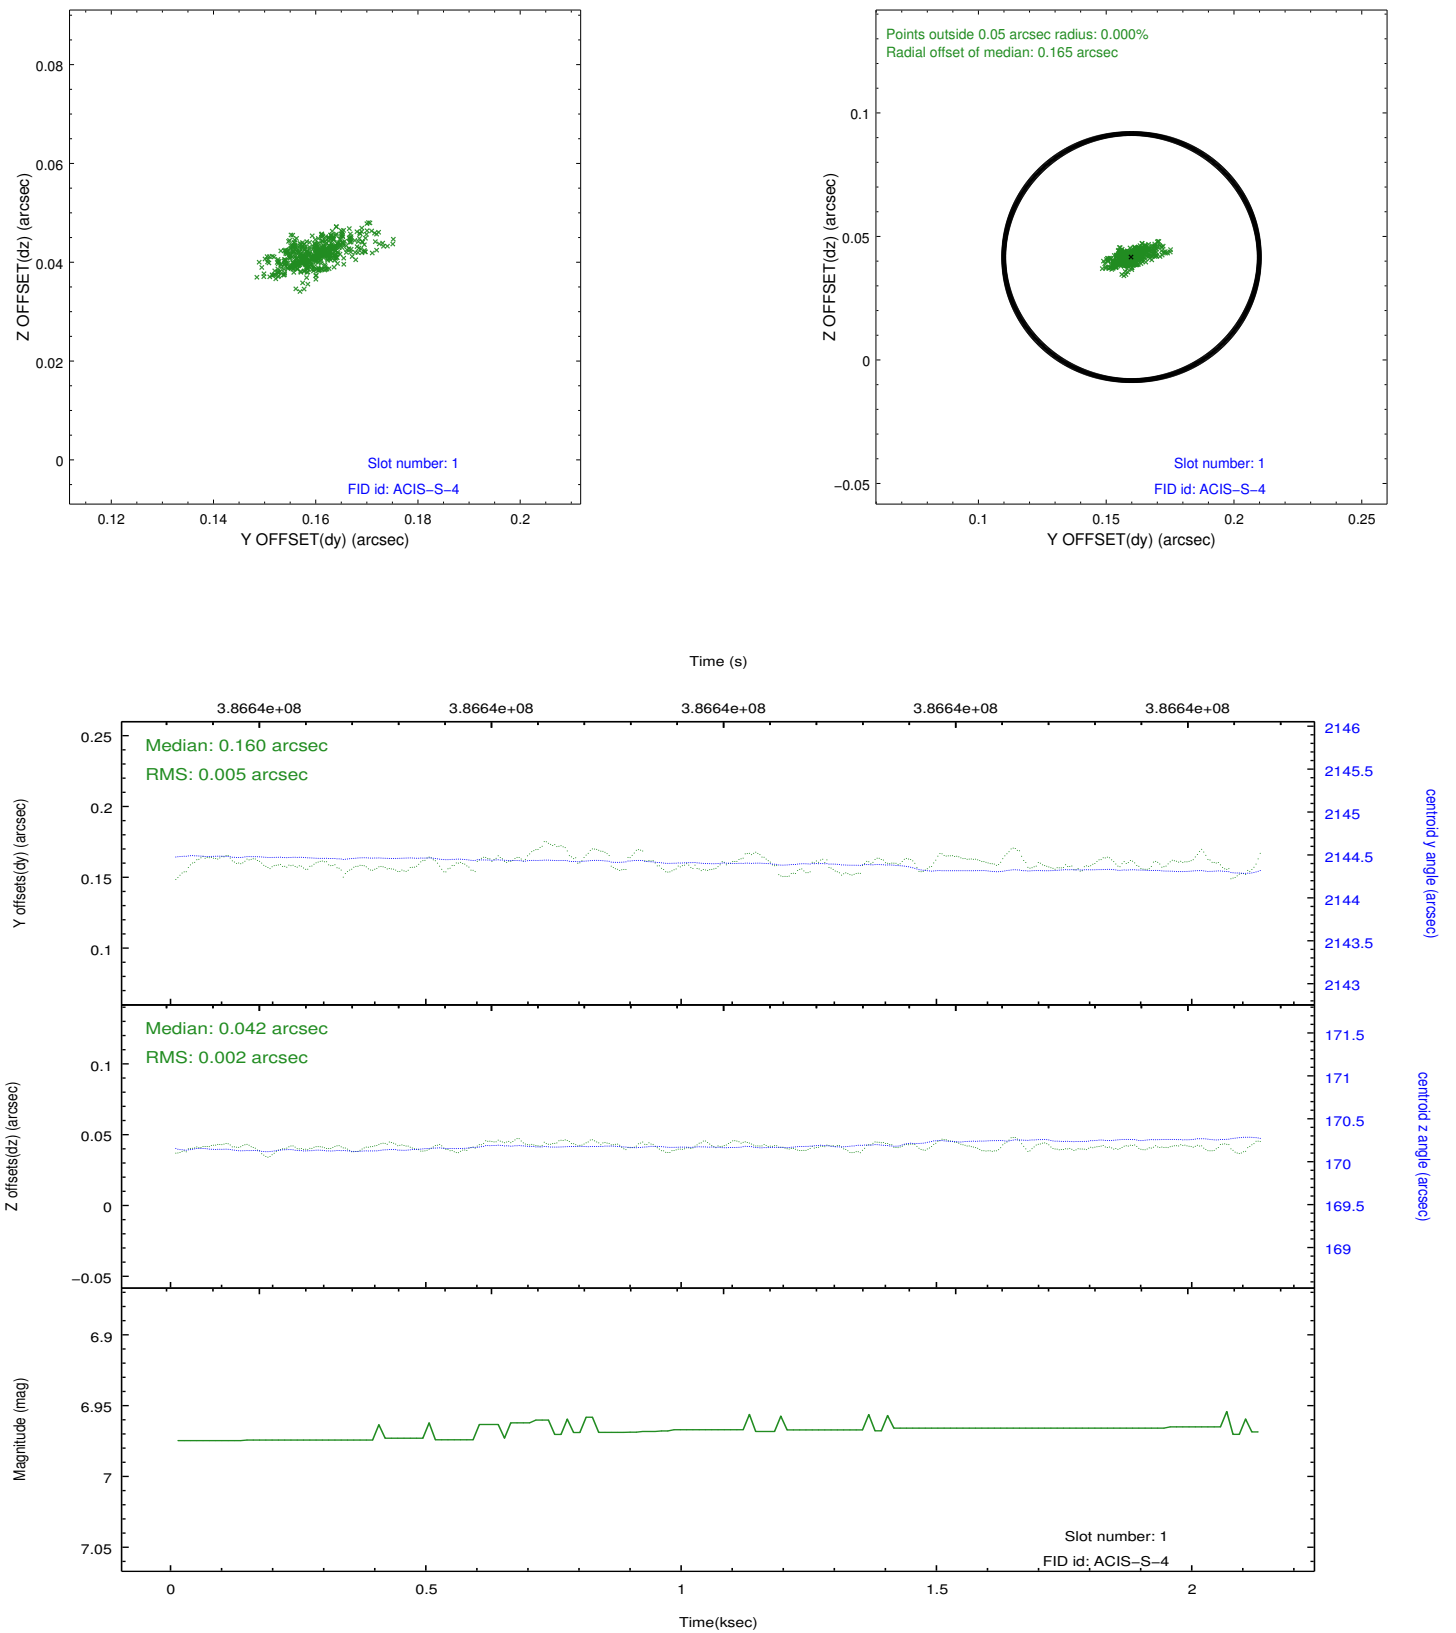 0.08
0.06
0.04
0.02
0
0.12 0.14 0.16 0.18 0.2
Z OFFSET(dz) (arcsec)
Y OFFSET(dy) (arcsec)
Slot number: 1
FID id: ACIS−S−4
Points outside 0.05 arcsec radius: 0.000%
Radial offset of median: 0.165 arcsec
0.1
0.05
0
−0.05
0.1 0.15 0.2 0.25
Z OFFSET(dz) (arcsec)
Y OFFSET(dy) (arcsec)
Slot number: 1
FID id: ACIS−S−4
Time (s)
3.8664e+08 3.8664e+08 3.8664e+08 3.8664e+08 3.8664e+08
Median: 0.160 arcsec
RMS: 0.005 arcsec
0.25
0.2
0.15
0.1
Y offsets(dy) (arcsec)
2146
2145.5
2145
2144.5
2144
2143.5
2143
centroid y angle (arcsec)
Median: 0.042 arcsec
RMS: 0.002 arcsec
0.1
0.05
0
−0.05
Z offsets(dz) (arcsec)
171.5
171
170.5
170
169.5
169
centroid z angle (arcsec)
6.9
6.95
7
7.05
Magnitude (mag)
Slot number: 1
FID id: ACIS−S−4
0 0.5 1 1.5 2
Time(ksec)